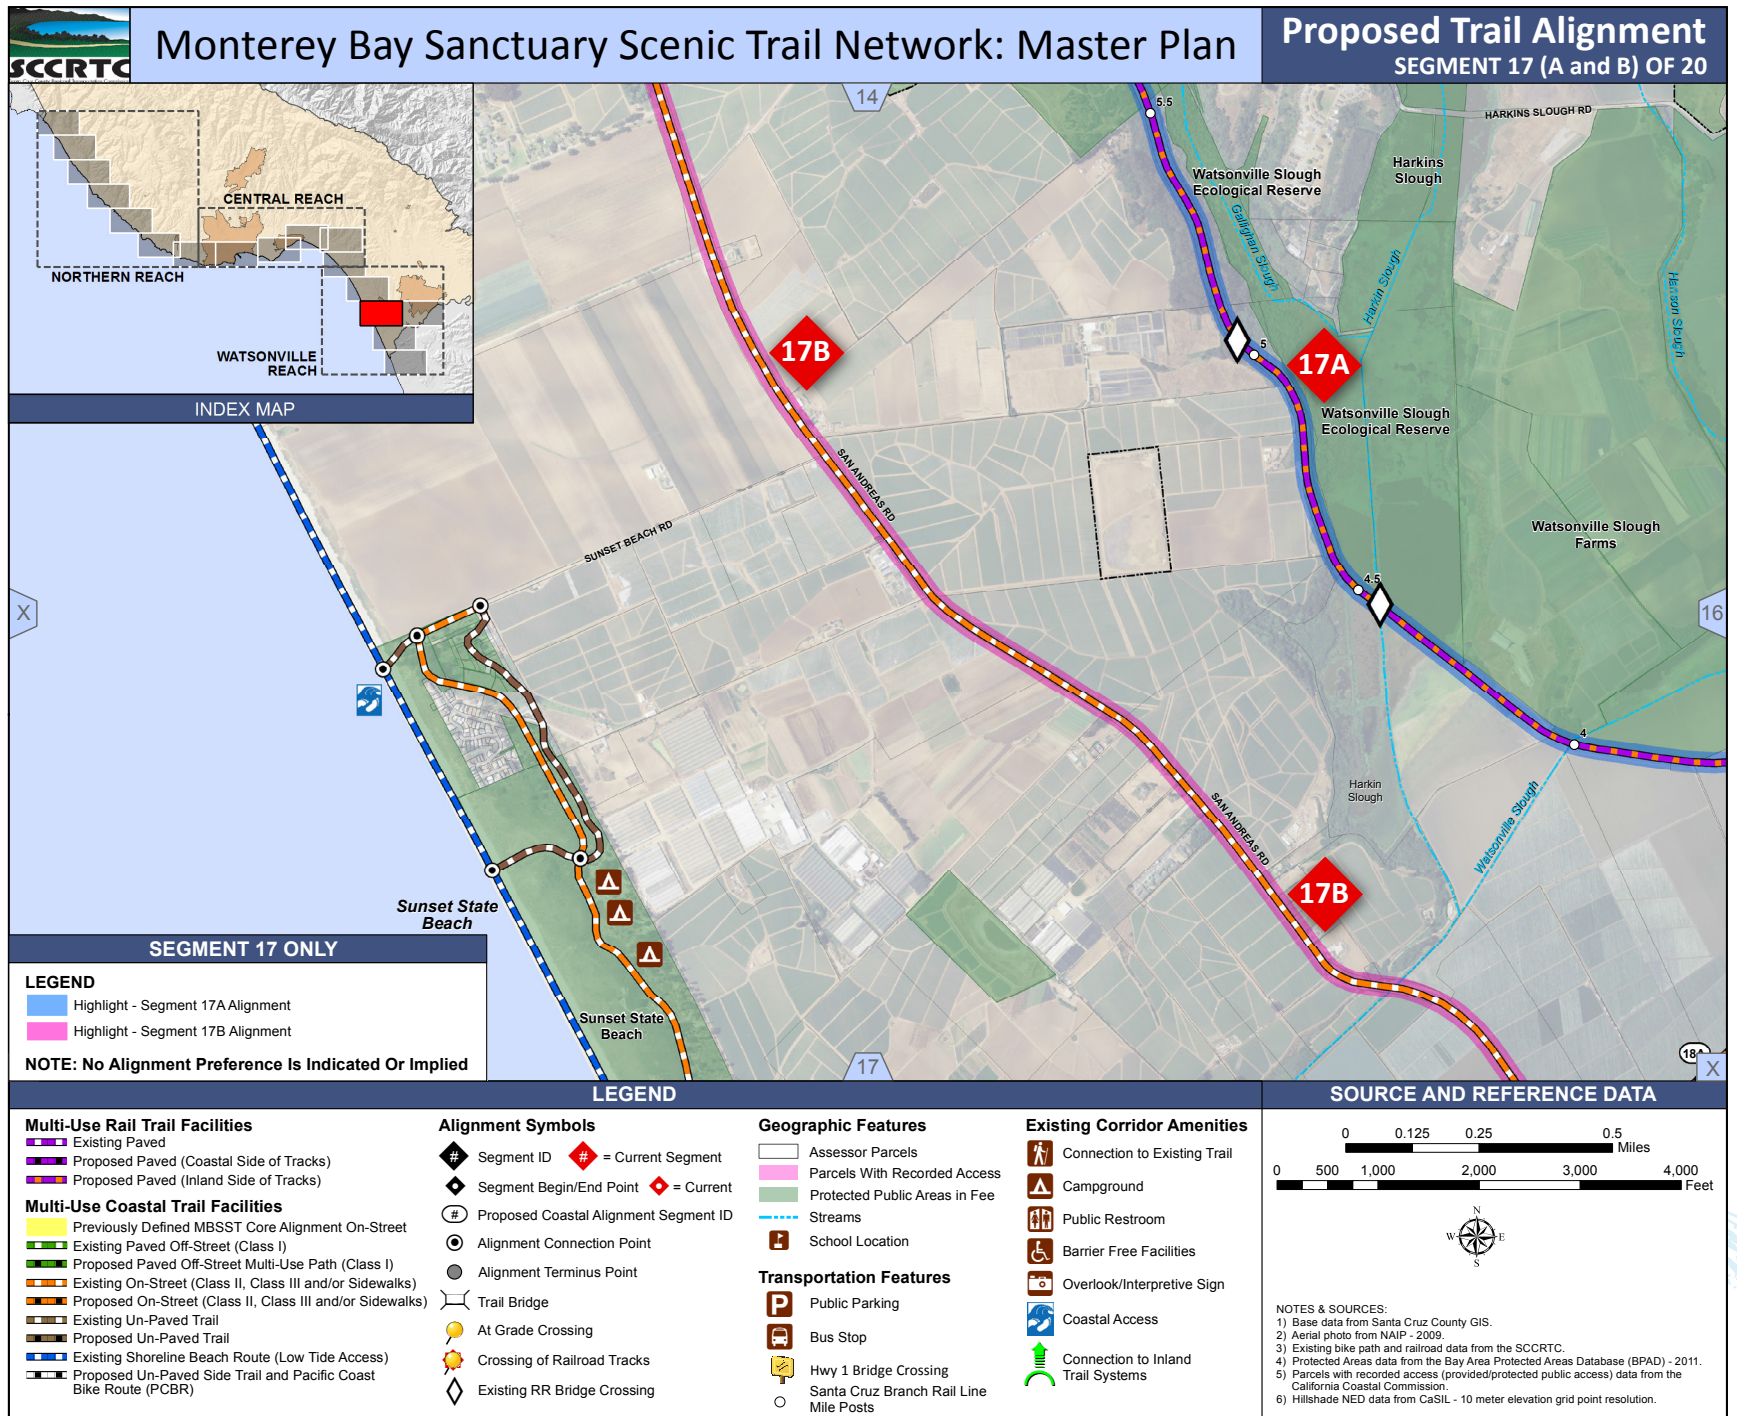 SCCRTC
Monterey Bay Sanctuary Scenic Trail Network: Master Plan
Proposed Trail Alignment
SEGMENT 17 (A and B) OF 20
CENTRAL REACH
NORTHERN REACH
WATSONVILLE
REACH
INDEX MAP
14
5.5
HARKINS SLOUGH RD
Harkins
Slough
Watsonville Slough
Ecological Reserve
Gallighan Slough
Harkin Slough
Hanson Slough
17B
5
17A
Watsonville Slough
Ecological Reserve
SAN ANDREAS RD
SUNSET BEACH RD
Watsonville Slough
Farms
4.5
X
16
4
Harkin
Slough
SAN ANDREAS RD
Watsonville Slough
17B
Sunset State
Beach
Sunset State
Beach
17
18A
X
SEGMENT 17 ONLY
LEGEND
Highlight - Segment 17A Alignment
Highlight - Segment 17B Alignment
NOTE: No Alignment Preference Is Indicated Or Implied
LEGEND
Multi-Use Rail Trail Facilities
Existing Paved
Proposed Paved (Coastal Side of Tracks)
Proposed Paved (Inland Side of Tracks)
Multi-Use Coastal Trail Facilities
Previously Defined MBSST Core Alignment On-Street
Existing Paved Off-Street (Class I)
Proposed Paved Off-Street Multi-Use Path (Class I)
Existing On-Street (Class II, Class III and/or Sidewalks)
Proposed On-Street (Class II, Class III and/or Sidewalks)
Existing Un-Paved Trail
Proposed Un-Paved Trail
Existing Shoreline Beach Route (Low Tide Access)
Proposed Un-Paved Side Trail and Pacific Coast
Bike Route (PCBR)
Alignment Symbols
# Segment ID # = Current Segment
Segment Begin/End Point = Current
# Proposed Coastal Alignment Segment ID
Alignment Connection Point
Alignment Terminus Point
Trail Bridge
At Grade Crossing
Crossing of Railroad Tracks
Existing RR Bridge Crossing
Geographic Features
Assessor Parcels
Parcels With Recorded Access
Protected Public Areas in Fee
Streams
School Location
Transportation Features
P Public Parking
Bus Stop
Hwy 1 Bridge Crossing
Santa Cruz Branch Rail Line
Mile Posts
Existing Corridor Amenities
Connection to Existing Trail
Campground
Public Restroom
Barrier Free Facilities
Overlook/Interpretive Sign
Coastal Access
Connection to Inland
Trail Systems
SOURCE AND REFERENCE DATA
0 0.125 0.25 0.5
Miles
0 500 1,000 2,000 3,000 4,000
Feet
N
W E
S
NOTES & SOURCES:
1) Base data from Santa Cruz County GIS.
2) Aerial photo from NAIP - 2009.
3) Existing bike path and railroad data from the SCCRTC.
4) Protected Areas data from the Bay Area Protected Areas Database (BPAD) - 2011.
5) Parcels with recorded access (provided/protected public access) data from the
California Coastal Commission.
6) Hillshade NED data from CaSIL - 10 meter elevation grid point resolution.